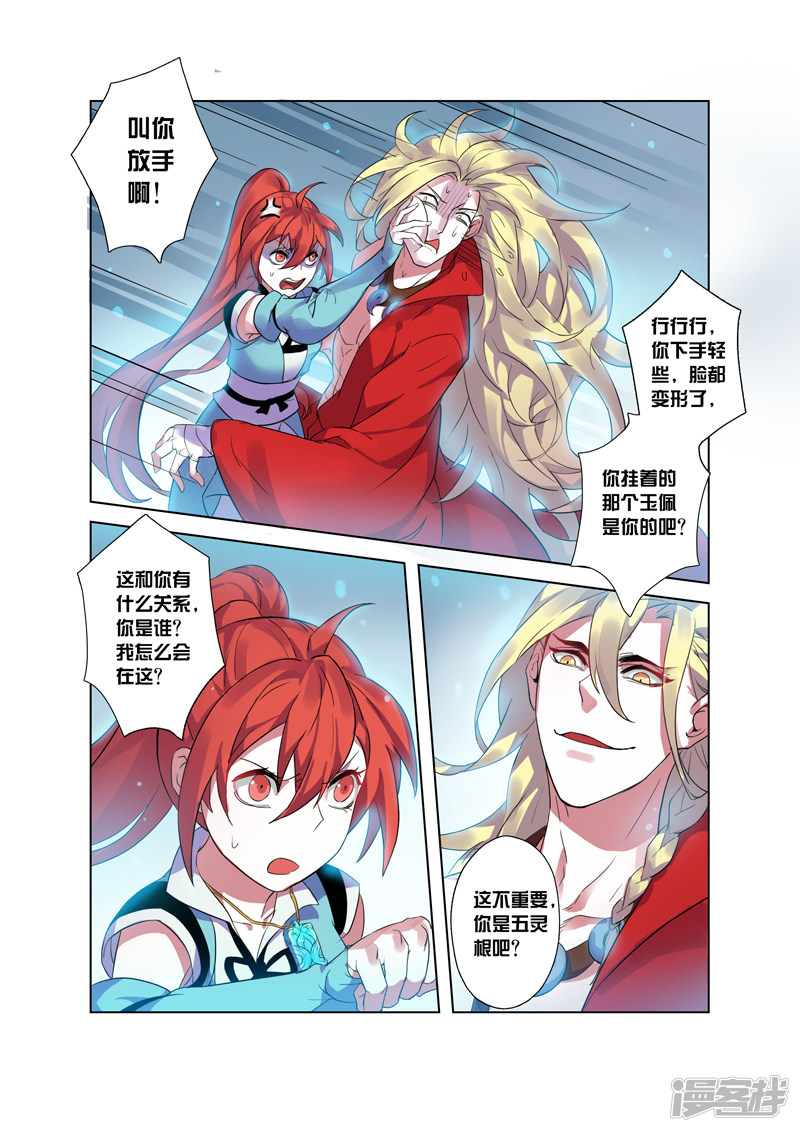 叫你
放手
啊！
行行行，
你下手轻
些，脸都
变形了，
你挂着的
那个玉佩
是你的吧？
这和你有
什么关系，
你是谁？
我怎么会
在这？
这不重要，
你是五灵
根吧？
漫客栈